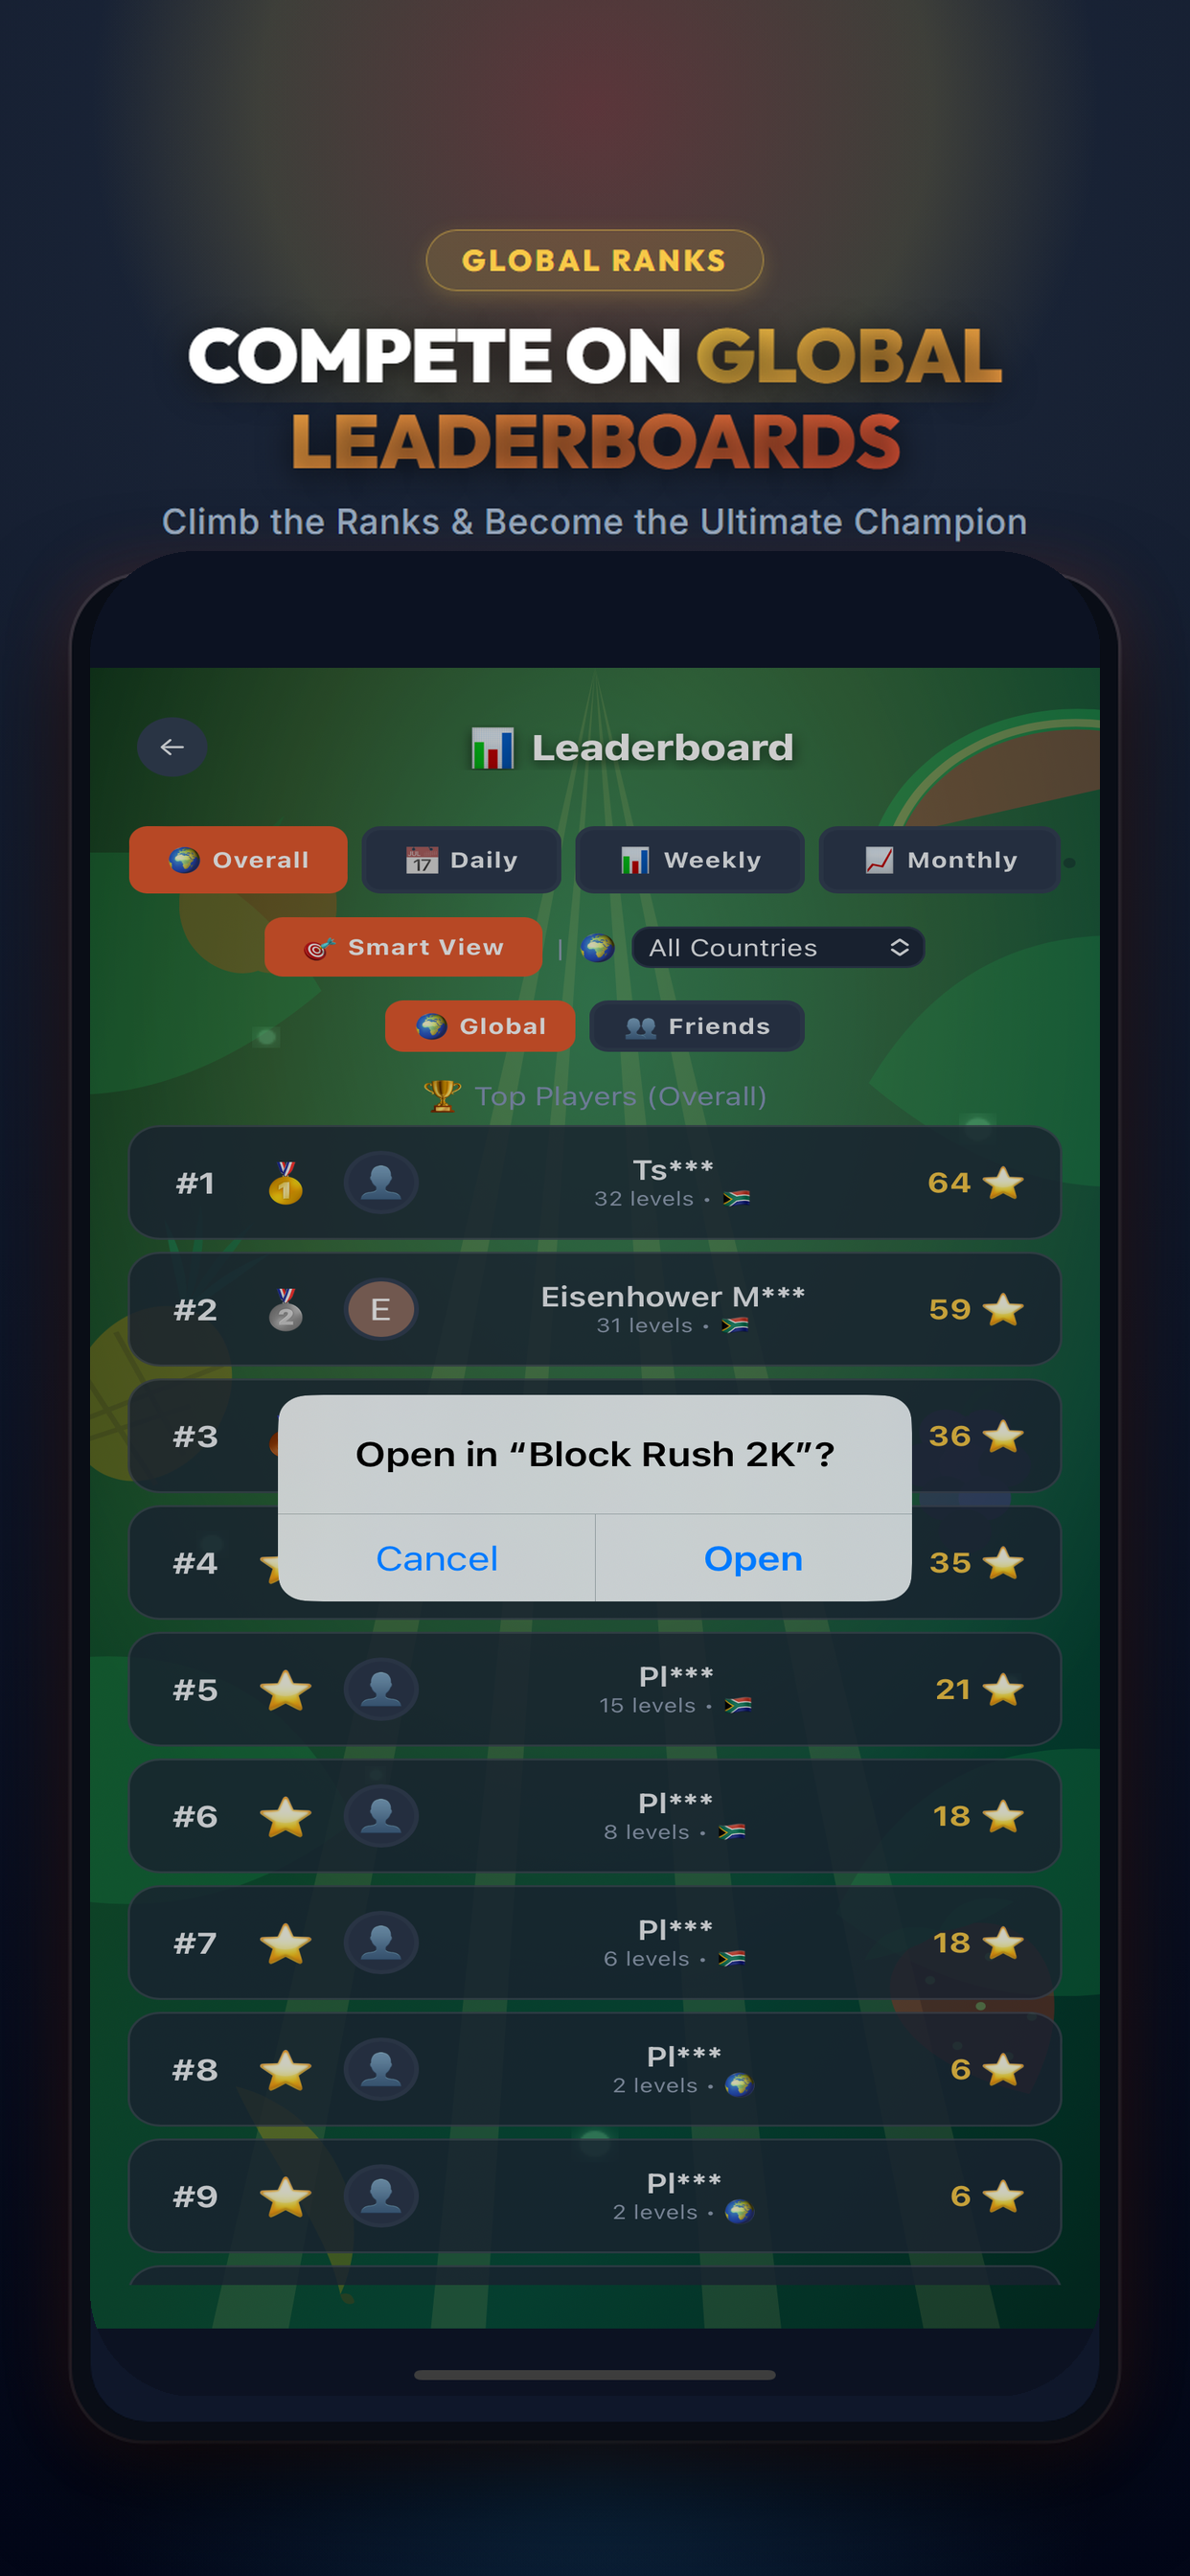 GLOBAL RANKS
COMPETE ON GLOBAL
LEADERBOARDS
Climb the Ranks & Become the Ultimate Champion
Leaderboard
Overall
Daily
Weekly
Monthly
Smart View
|
All Countries
Global
Friends
Top Players (Overall)
#1
1
Ts***
32 levels •
64
#2
2
E
Eisenhower M***
31 levels •
59
#3
36
Open in “Block Rush 2K”?
Cancel
Open
#4
35
#5
Pl***
15 levels •
21
#6
Pl***
8 levels •
18
#7
Pl***
6 levels •
18
#8
Pl***
2 levels •
6
#9
Pl***
2 levels •
6